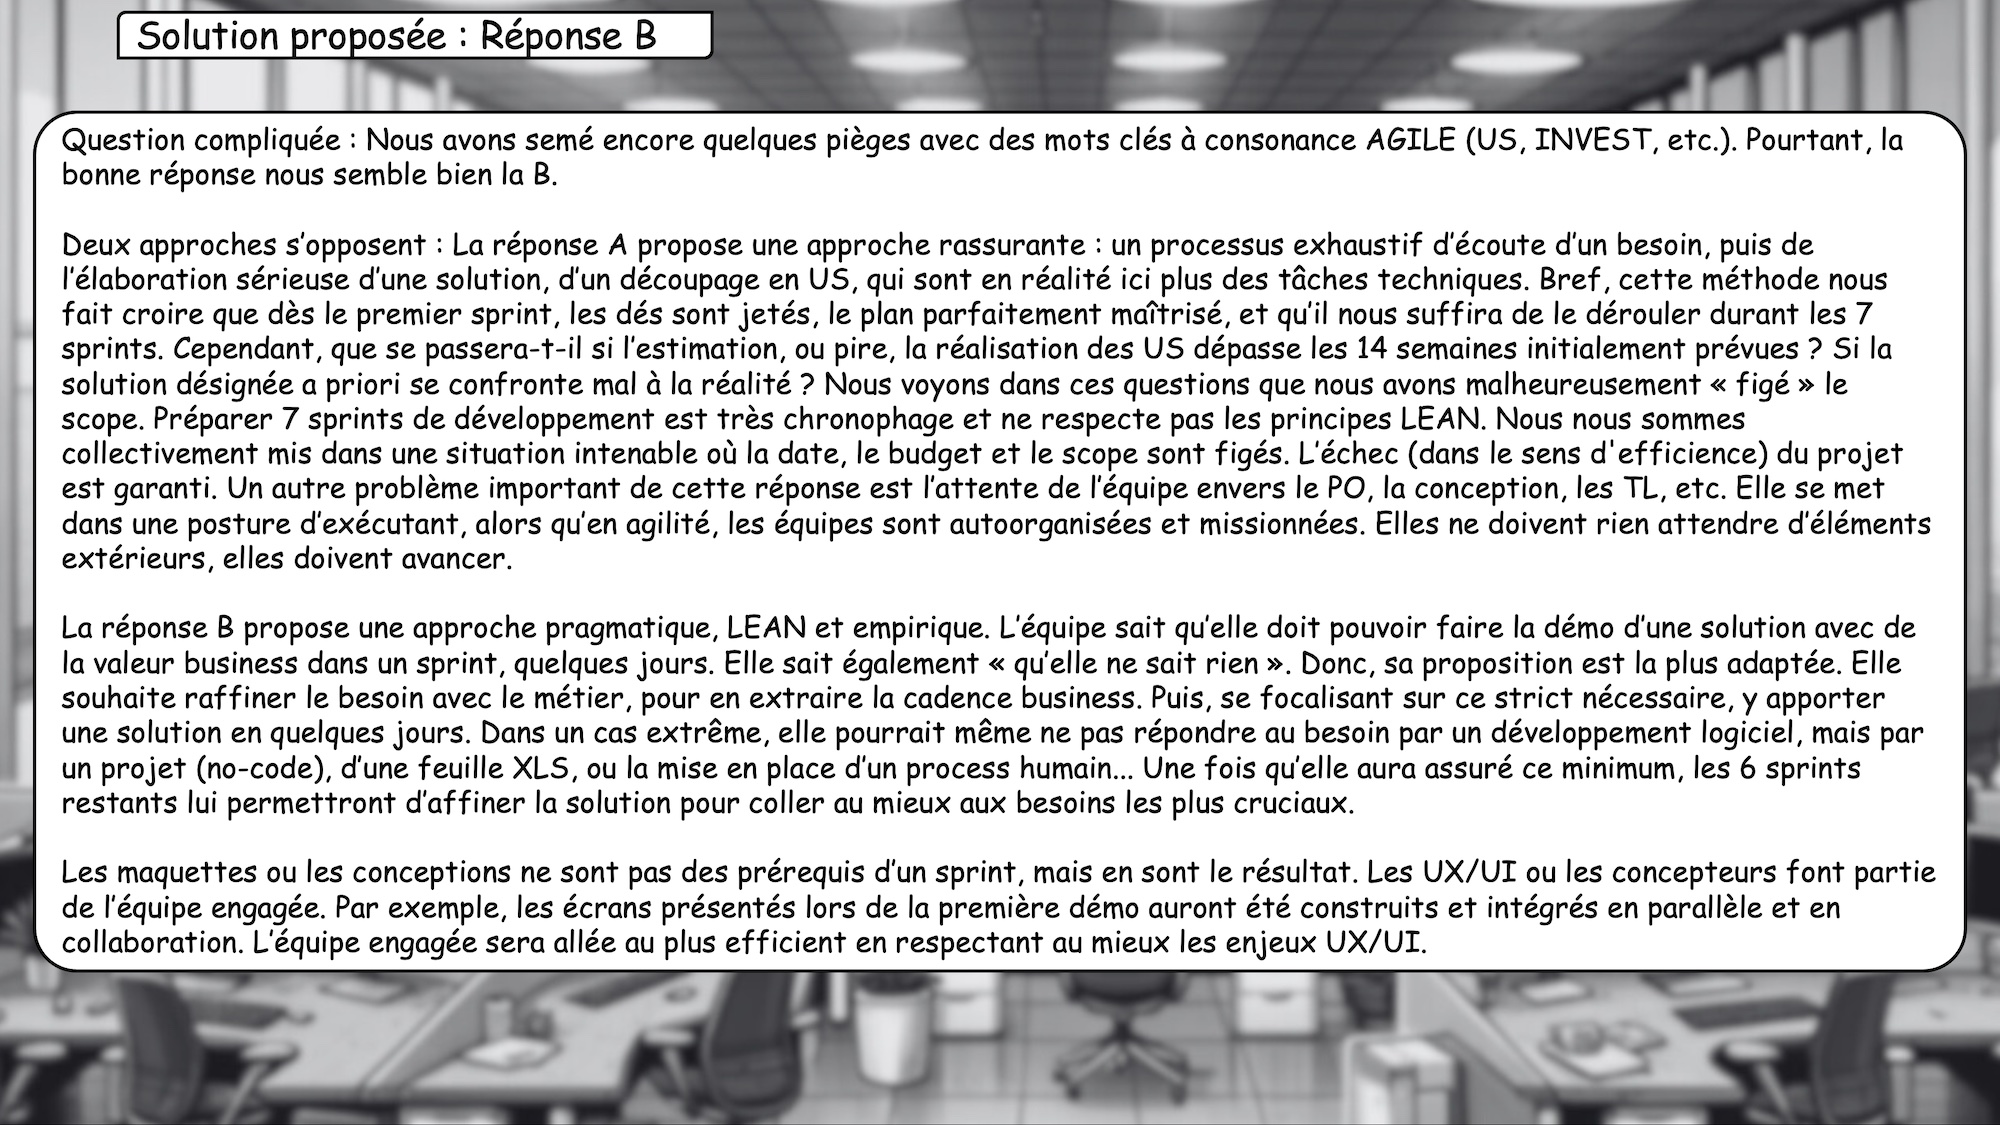 Solution proposée : Réponse B
Question compliquée : Nous avons semé encore quelques pièges avec des mots clés à consonance AGILE (US, INVEST, etc.). Pourtant, la
bonne réponse nous semble bien la B.
Deux approches s’opposent : La réponse A propose une approche rassurante : un processus exhaustif d’écoute d’un besoin, puis de
l’élaboration sérieuse d’une solution, d’un découpage en US, qui sont en réalité ici plus des tâches techniques. Bref, cette méthode nous
fait croire que dès le premier sprint, les dés sont jetés, le plan parfaitement maîtrisé, et qu’il nous suffira de le dérouler durant les 7
sprints. Cependant, que se passera-t-il si l’estimation, ou pire, la réalisation des US dépasse les 14 semaines initialement prévues ? Si la
solution désignée a priori se confronte mal à la réalité ? Nous voyons dans ces questions que nous avons malheureusement « figé » le
scope. Préparer 7 sprints de développement est très chronophage et ne respecte pas les principes LEAN. Nous nous sommes
collectivement mis dans une situation intenable où la date, le budget et le scope sont figés. L’échec (dans le sens d'efficience) du projet
est garanti. Un autre problème important de cette réponse est l’attente de l’équipe envers le PO, la conception, les TL, etc. Elle se met
dans une posture d’exécutant, alors qu’en agilité, les équipes sont autoorganisées et missionnées. Elles ne doivent rien attendre d’éléments
extérieurs, elles doivent avancer.
La réponse B propose une approche pragmatique, LEAN et empirique. L’équipe sait qu’elle doit pouvoir faire la démo d’une solution avec de
la valeur business dans un sprint, quelques jours. Elle sait également « qu’elle ne sait rien ». Donc, sa proposition est la plus adaptée. Elle
souhaite raffiner le besoin avec le métier, pour en extraire la cadence business. Puis, se focalisant sur ce strict nécessaire, y apporter
une solution en quelques jours. Dans un cas extrême, elle pourrait même ne pas répondre au besoin par un développement logiciel, mais par
un projet (no-code), d’une feuille XLS, ou la mise en place d’un process humain... Une fois qu’elle aura assuré ce minimum, les 6 sprints
restants lui permettront d’affiner la solution pour coller au mieux aux besoins les plus cruciaux.
Les maquettes ou les conceptions ne sont pas des prérequis d’un sprint, mais en sont le résultat. Les UX/UI ou les concepteurs font partie
de l’équipe engagée. Par exemple, les écrans présentés lors de la première démo auront été construits et intégrés en parallèle et en
collaboration. L’équipe engagée sera allée au plus efficient en respectant au mieux les enjeux UX/UI.